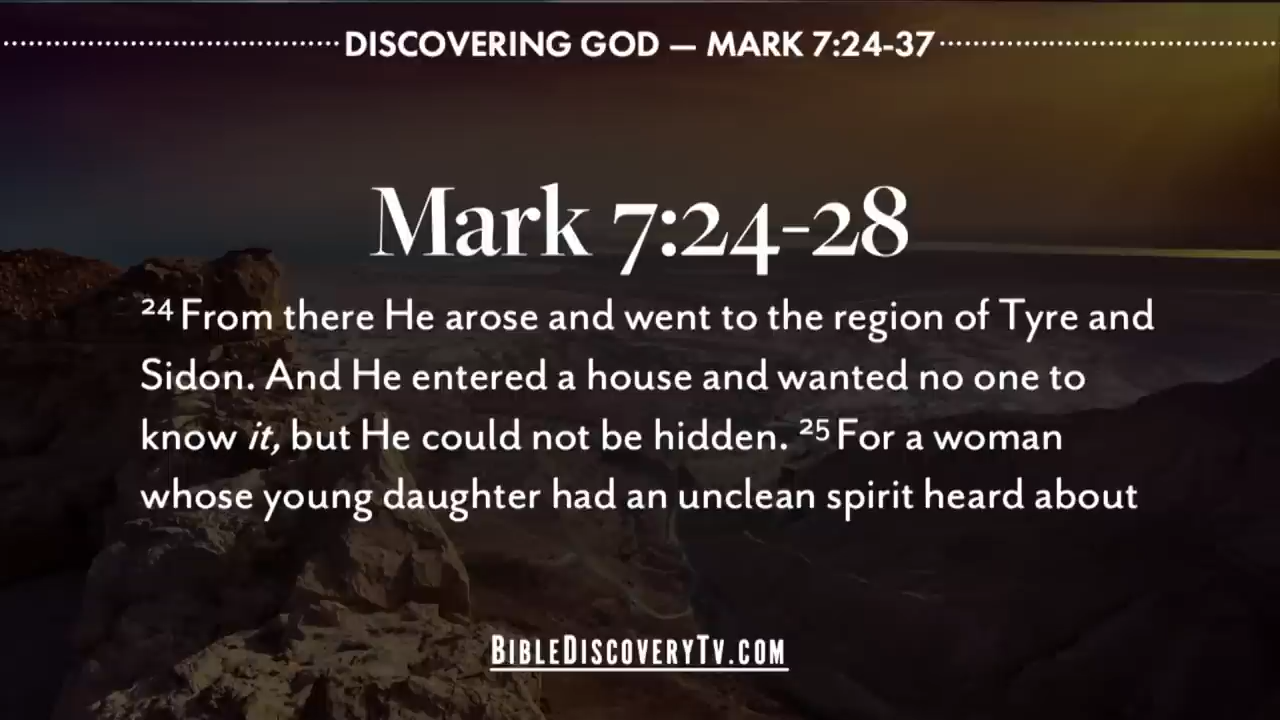 DISCOVERING GOD — MARK 7:24-37
Mark 7:24-28
²⁴ From there He arose and went to the region of Tyre and
Sidon. And He entered a house and wanted no one to
know it, but He could not be hidden. ²⁵ For a woman
whose young daughter had an unclean spirit heard about
BIBLEDISCOVERYTV.COM